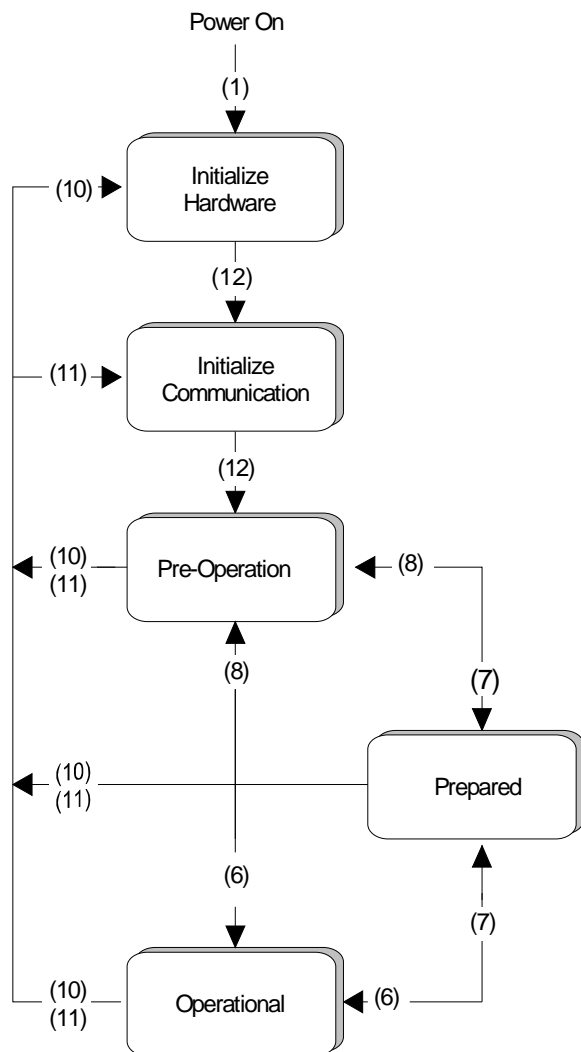 Power On
(1)
Initialize
Hardware
(10)
(12)
Initialize
Communication
(11)
(12)
Pre-Operation
(10)
(11)
(8)
(8)
(7)
Prepared
(10)
(11)
(6)
(7)
Operational
(10)
(11)
(6)